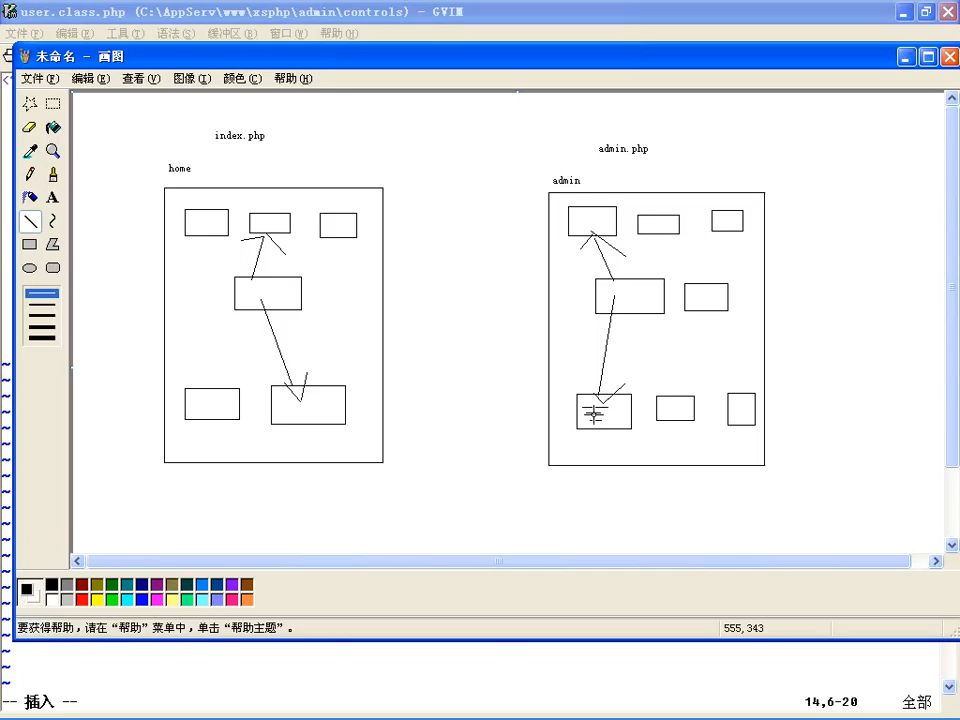 user.class.php (C:\AppServ\www\xsphp\admin\controls) - GVIM
文件(F) 编辑(E) 工具(T) 语法(S) 缓冲区(B) 窗口(W) 帮助(H)
未命名 - 画图
文件(F) 编辑(E) 查看(V) 图像(I) 颜色(C) 帮助(H)
index.php
admin.php
home
admin
要获得帮助，请在“帮助”菜单中，单击“帮助主题”。
555,343
-- 插入 --
14,6-20
全部